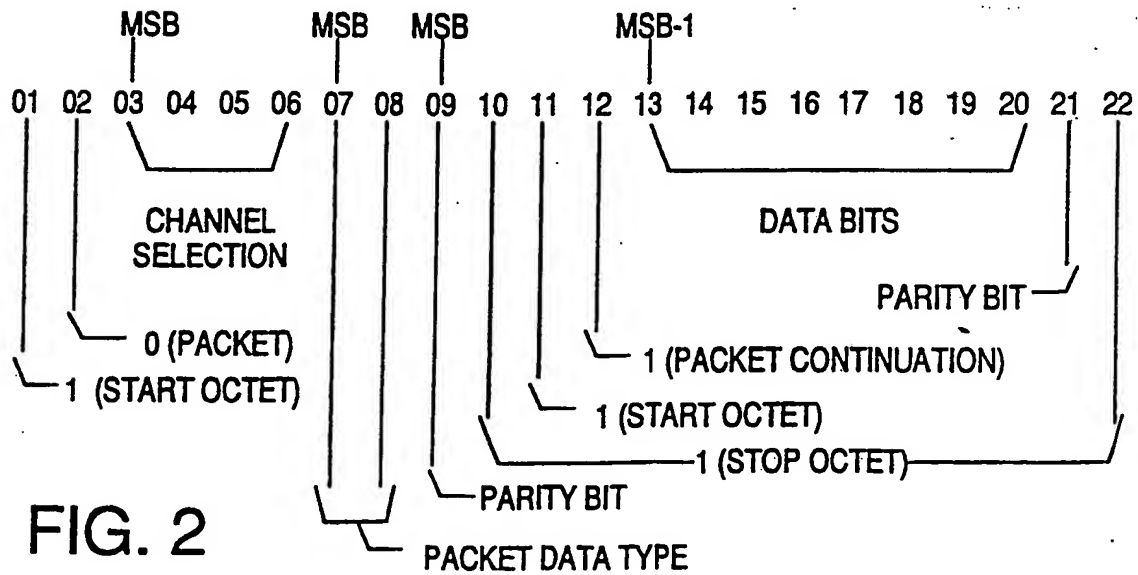 MSB MSB MSB MSB-1
01 02 03 04 05 06 07 08 09 10 11 12 13 14 15 16 17 18 19 20 21 22
CHANNEL
SELECTION
DATA BITS
PARITY BIT
0 (PACKET)
1 (PACKET CONTINUATION)
1 (START OCTET)
1 (START OCTET)
1 (STOP OCTET)
PARITY BIT
PACKET DATA TYPE
FIG. 2